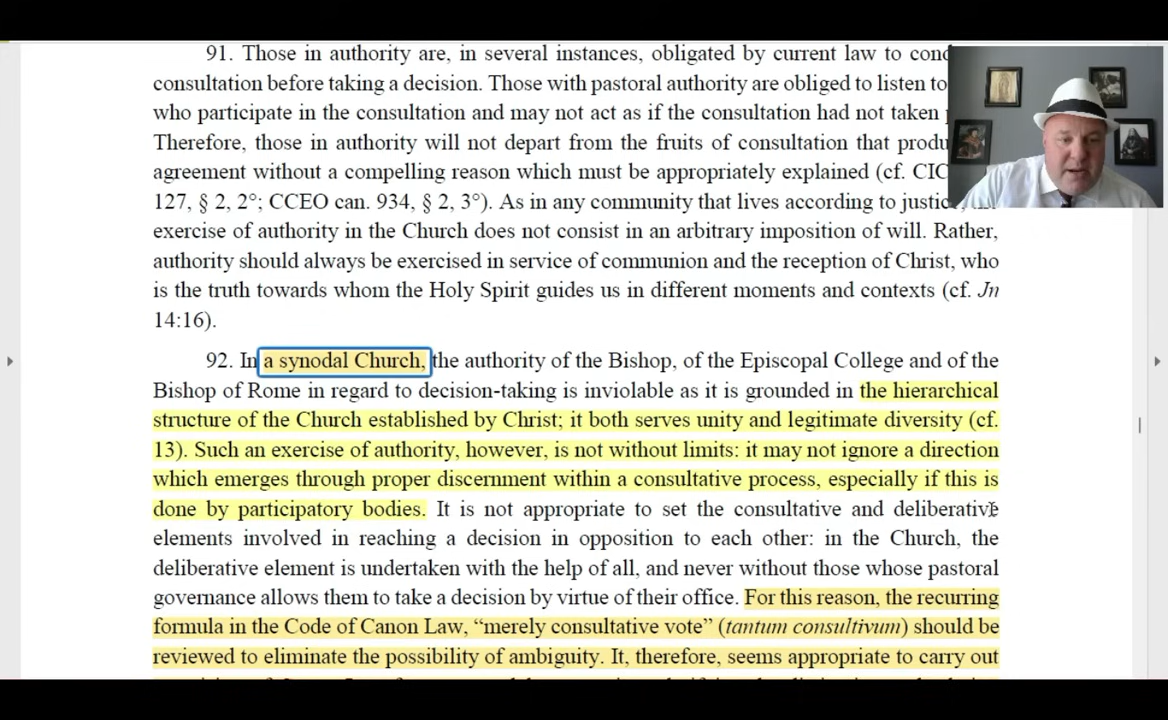 91. Those in authority are, in several instances, obligated by current law to
consultation before taking a decision. Those with pastoral authority are obliged to listen to
who participate in the consultation and may not act as if the consultation had not taken
Therefore, those in authority will not depart from the fruits of consultation that
agreement without a compelling reason which must be appropriately explained (cf. CIC
127, § 2, 2°; CCEO can. 934, § 2, 3°). As in any community that lives according to
exercise of authority in the Church does not consist in an arbitrary imposition of will. Rather,
authority should always be exercised in service of communion and the reception of Christ, who
is the truth towards whom the Holy Spirit guides us in different moments and contexts (cf. Jn
14:16).
92. In a synodal Church, the authority of the Bishop, of the Episcopal College and of the
Bishop of Rome in regard to decision-taking is inviolable as it is grounded in the hierarchical
structure of the Church established by Christ; it both serves unity and legitimate diversity (cf.
13). Such an exercise of authority, however, is not without limits: it may not ignore a direction
which emerges through proper discernment within a consultative process, especially if this is
done by participatory bodies. It is not appropriate to set the consultative and deliberative
elements involved in reaching a decision in opposition to each other: in the Church, the
deliberative element is undertaken with the help of all, and never without those whose pastoral
governance allows them to take a decision by virtue of their office. For this reason, the recurring
formula in the Code of Canon Law, “merely consultative vote” (tantum consultivum) should be
reviewed to eliminate the possibility of ambiguity. It, therefore, seems appropriate to carry out